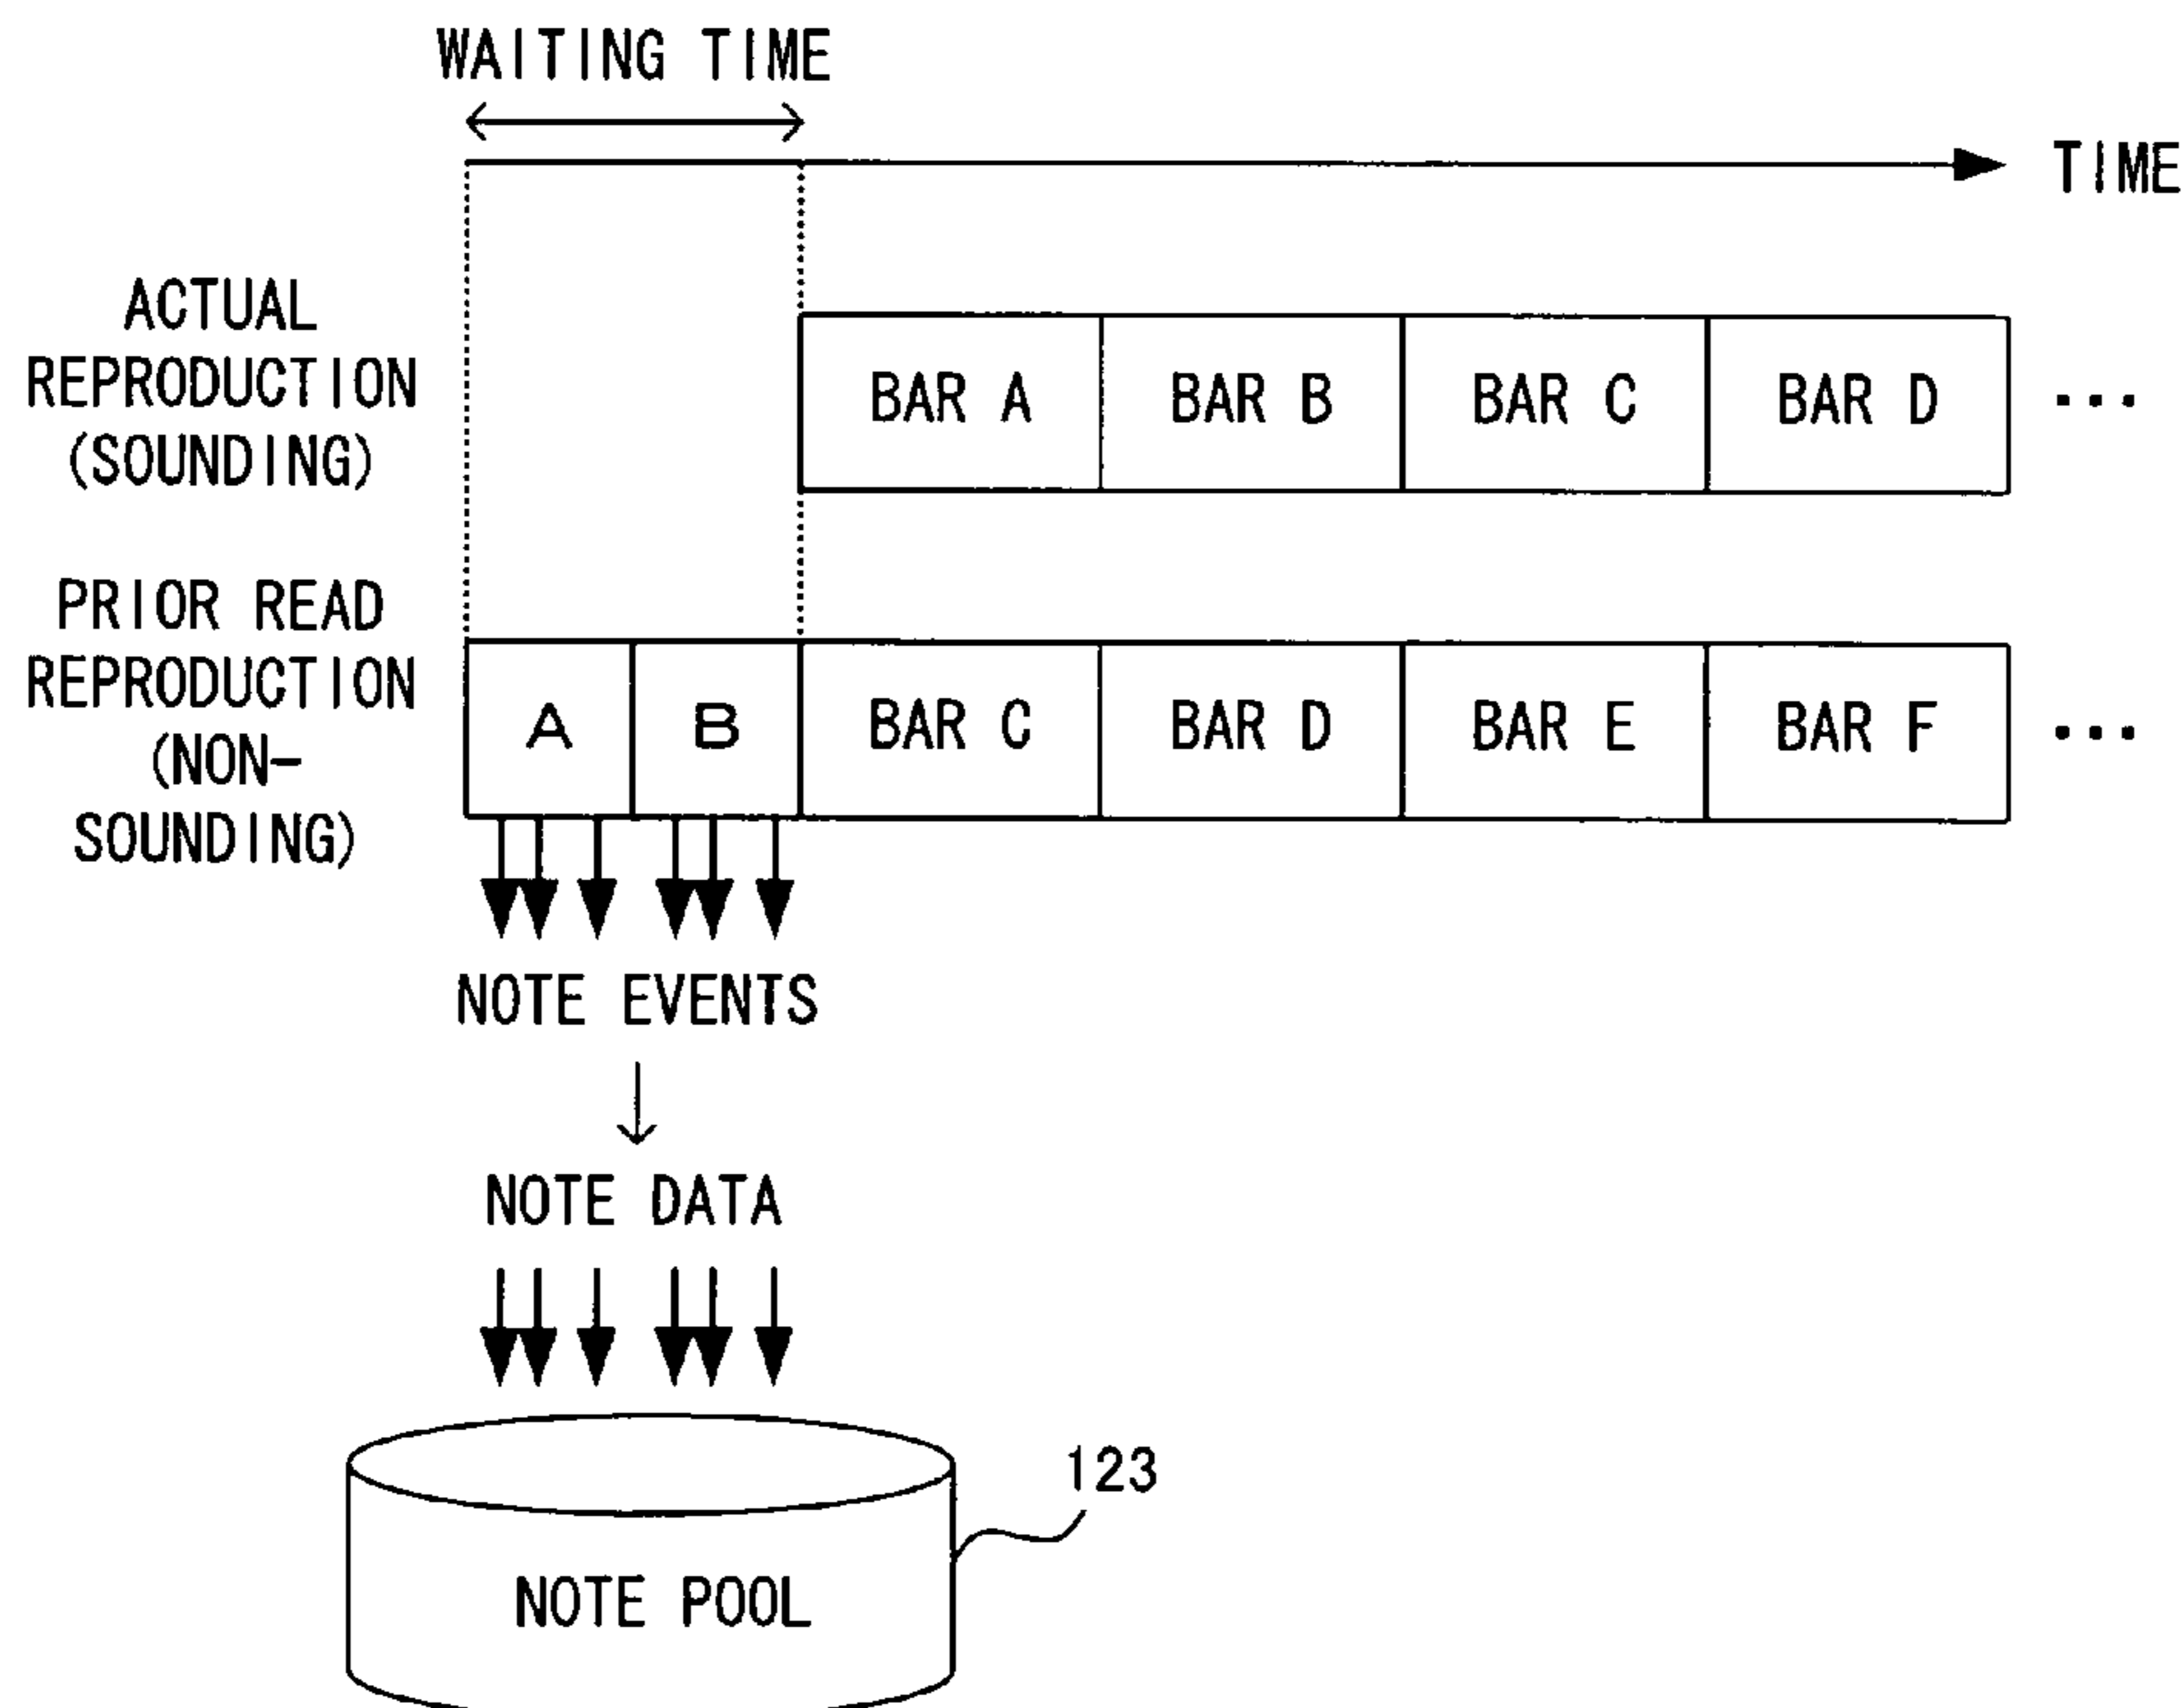 WAITING TIME
TIME
ACTUAL
REPRODUCTION
(SOUNDING)
BAR A
BAR B
BAR C
BAR D
...
PRIOR READ
REPRODUCTION
(NON-
SOUNDING)
A
B
BAR C
BAR D
BAR E
BAR F
...
NOTE EVENTS
NOTE DATA
123
NOTE POOL